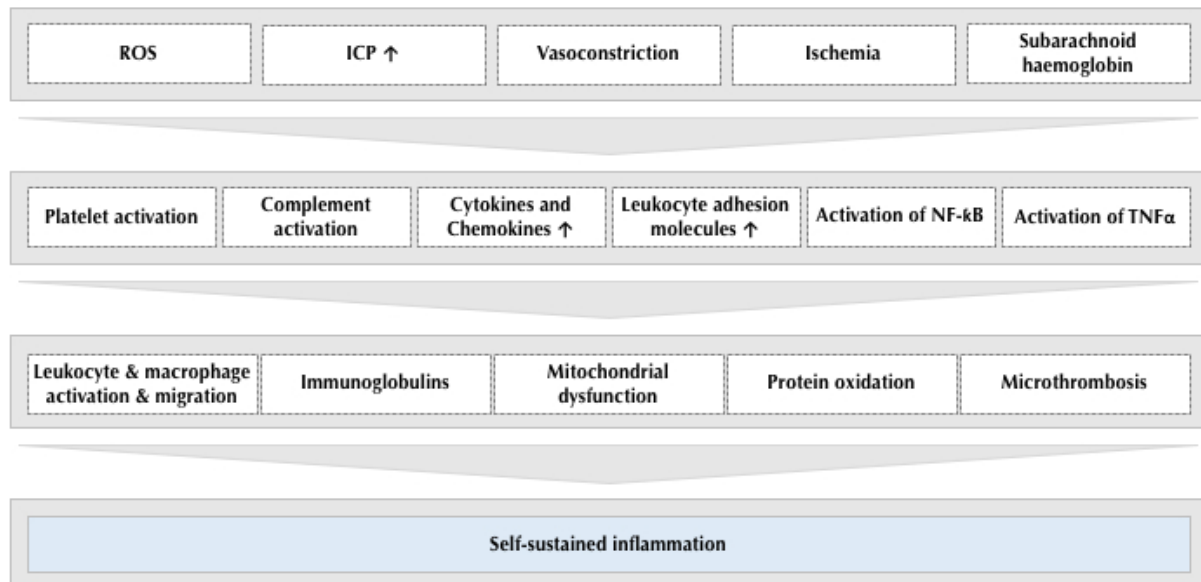 ROS
ICP ↑
Vasoconstriction
Ischemia
Subarachnoid
haemoglobin
Platelet activation
Complement
activation
Cytokines and
Chemokines ↑
Leukocyte adhesion
molecules ↑
Activation of NF-kB
Activation of TNFα
Leukocyte & macrophage
activation & migration
Immunoglobulins
Mitochondrial
dysfunction
Protein oxidation
Microthrombosis
Self-sustained inflammation